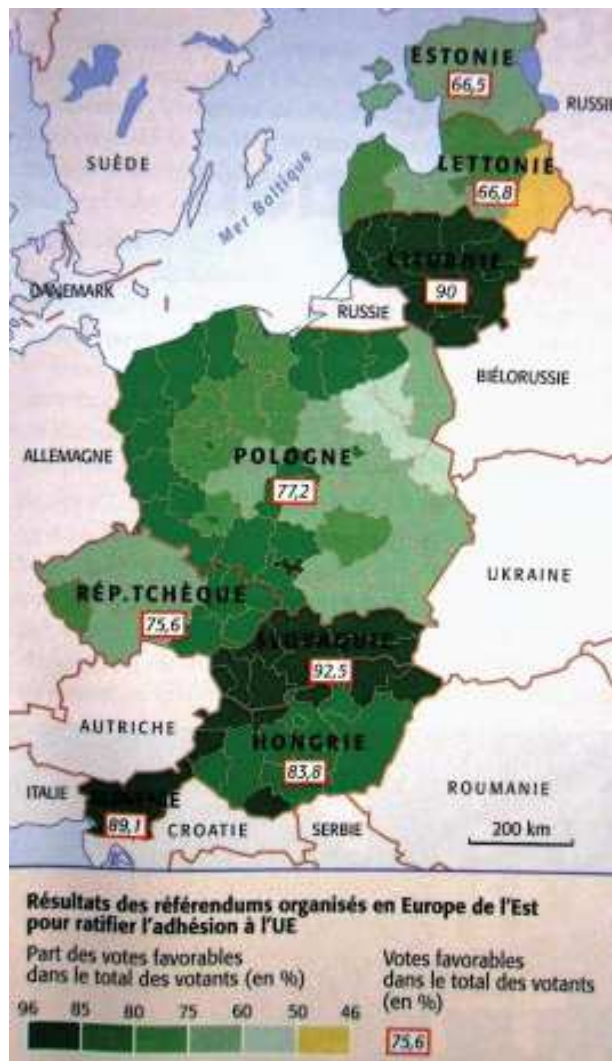 ESTONIE
66,5
RUSSIE
SUÈDE
LETTONIE
66,8
Mer Baltique
LITUANIE
90
DANEMARK
RUSSIE
BIÉLORUSSIE
ALLEMAGNE
POLOGNE
77,2
UKRAINE
RÉP. TCHÈQUE
75,6
SLOVAQUIE
92,5
AUTRICHE
HONGRIE
83,8
ITALIE
89,1
CROATIE
SERBIE
ROUMANIE
200 km
Résultats des référendums organisés en Europe de l'Est
pour ratifier l'adhésion à l'UE
Part des votes favorables
dans le total des votants (en %)
96 85 80 75 60 50 46
Votes favorables
dans le total des votants
(en %)
75,6